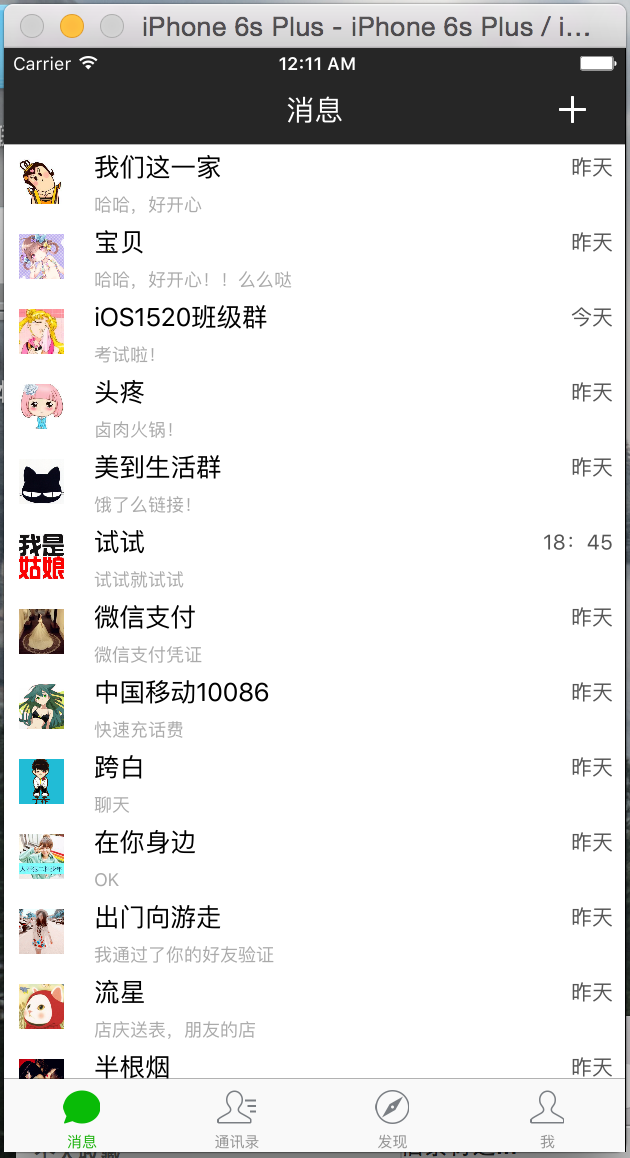 iPhone 6s Plus - iPhone 6s Plus / i...
Carrier 12:11 AM
消息
我们这一家 昨天
哈哈，好开心
宝贝 昨天
哈哈，好开心！！么么哒
iOS1520班级群 今天
考试啦！
头疼 昨天
卤肉火锅！
美到生活群 昨天
饿了么链接！
我是
姑娘
试试 18：45
试试就试试
微信支付 昨天
微信支付凭证
中国移动10086 昨天
快速充话费
跨白 昨天
聊天
在你身边 昨天
OK
出门向游走 昨天
我通过了你的好友验证
流星 昨天
店庆送表，朋友的店
半根烟 昨天
消息 通讯录 发现 我